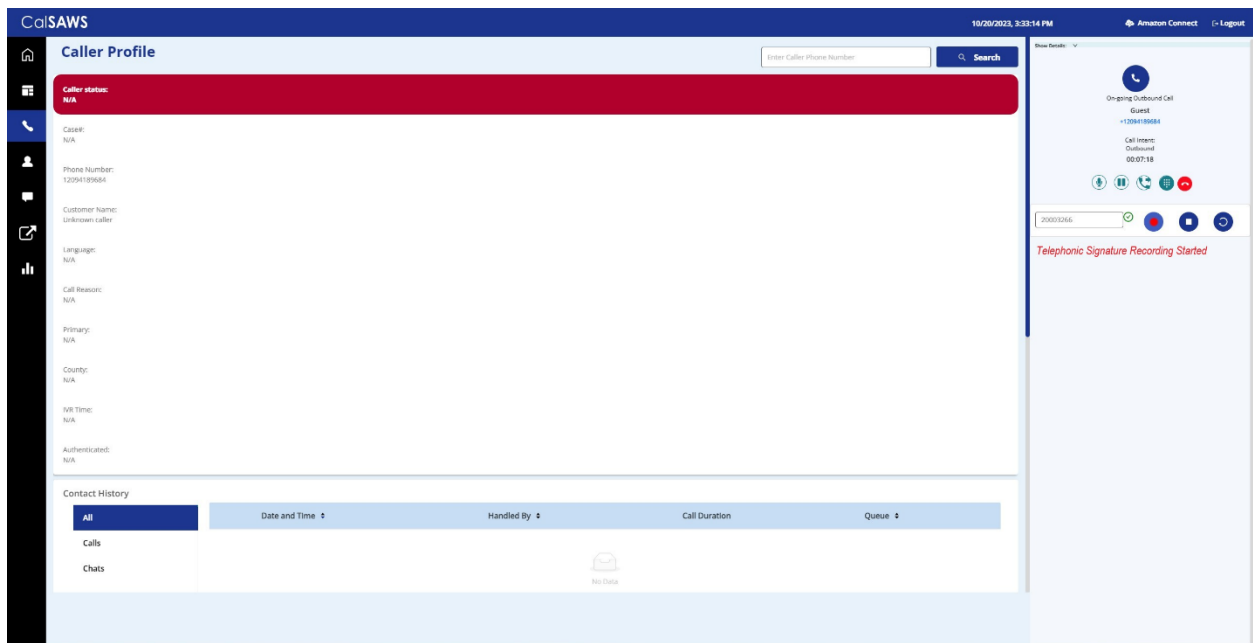 CalSAWS
10/20/2023, 3:33:14 PM
Amazon Connect
Logout
Caller Profile
Enter Caller Phone Number
Search
Caller status:
N/A
Case#:
N/A
Phone Number:
12094189684
Customer Name:
Unknown caller
Language:
N/A
Call Reason:
N/A
Primary:
N/A
County:
N/A
IVR Time:
N/A
Authenticated:
N/A
Contact History
All
Calls
Chats
Date and Time
Handled By
Call Duration
Queue
No Data
Show Details:
On-going Outbound Call
Guest
+12094189684
Call Intent:
Outbound
00:07:18
20003266
Telephonic Signature Recording Started